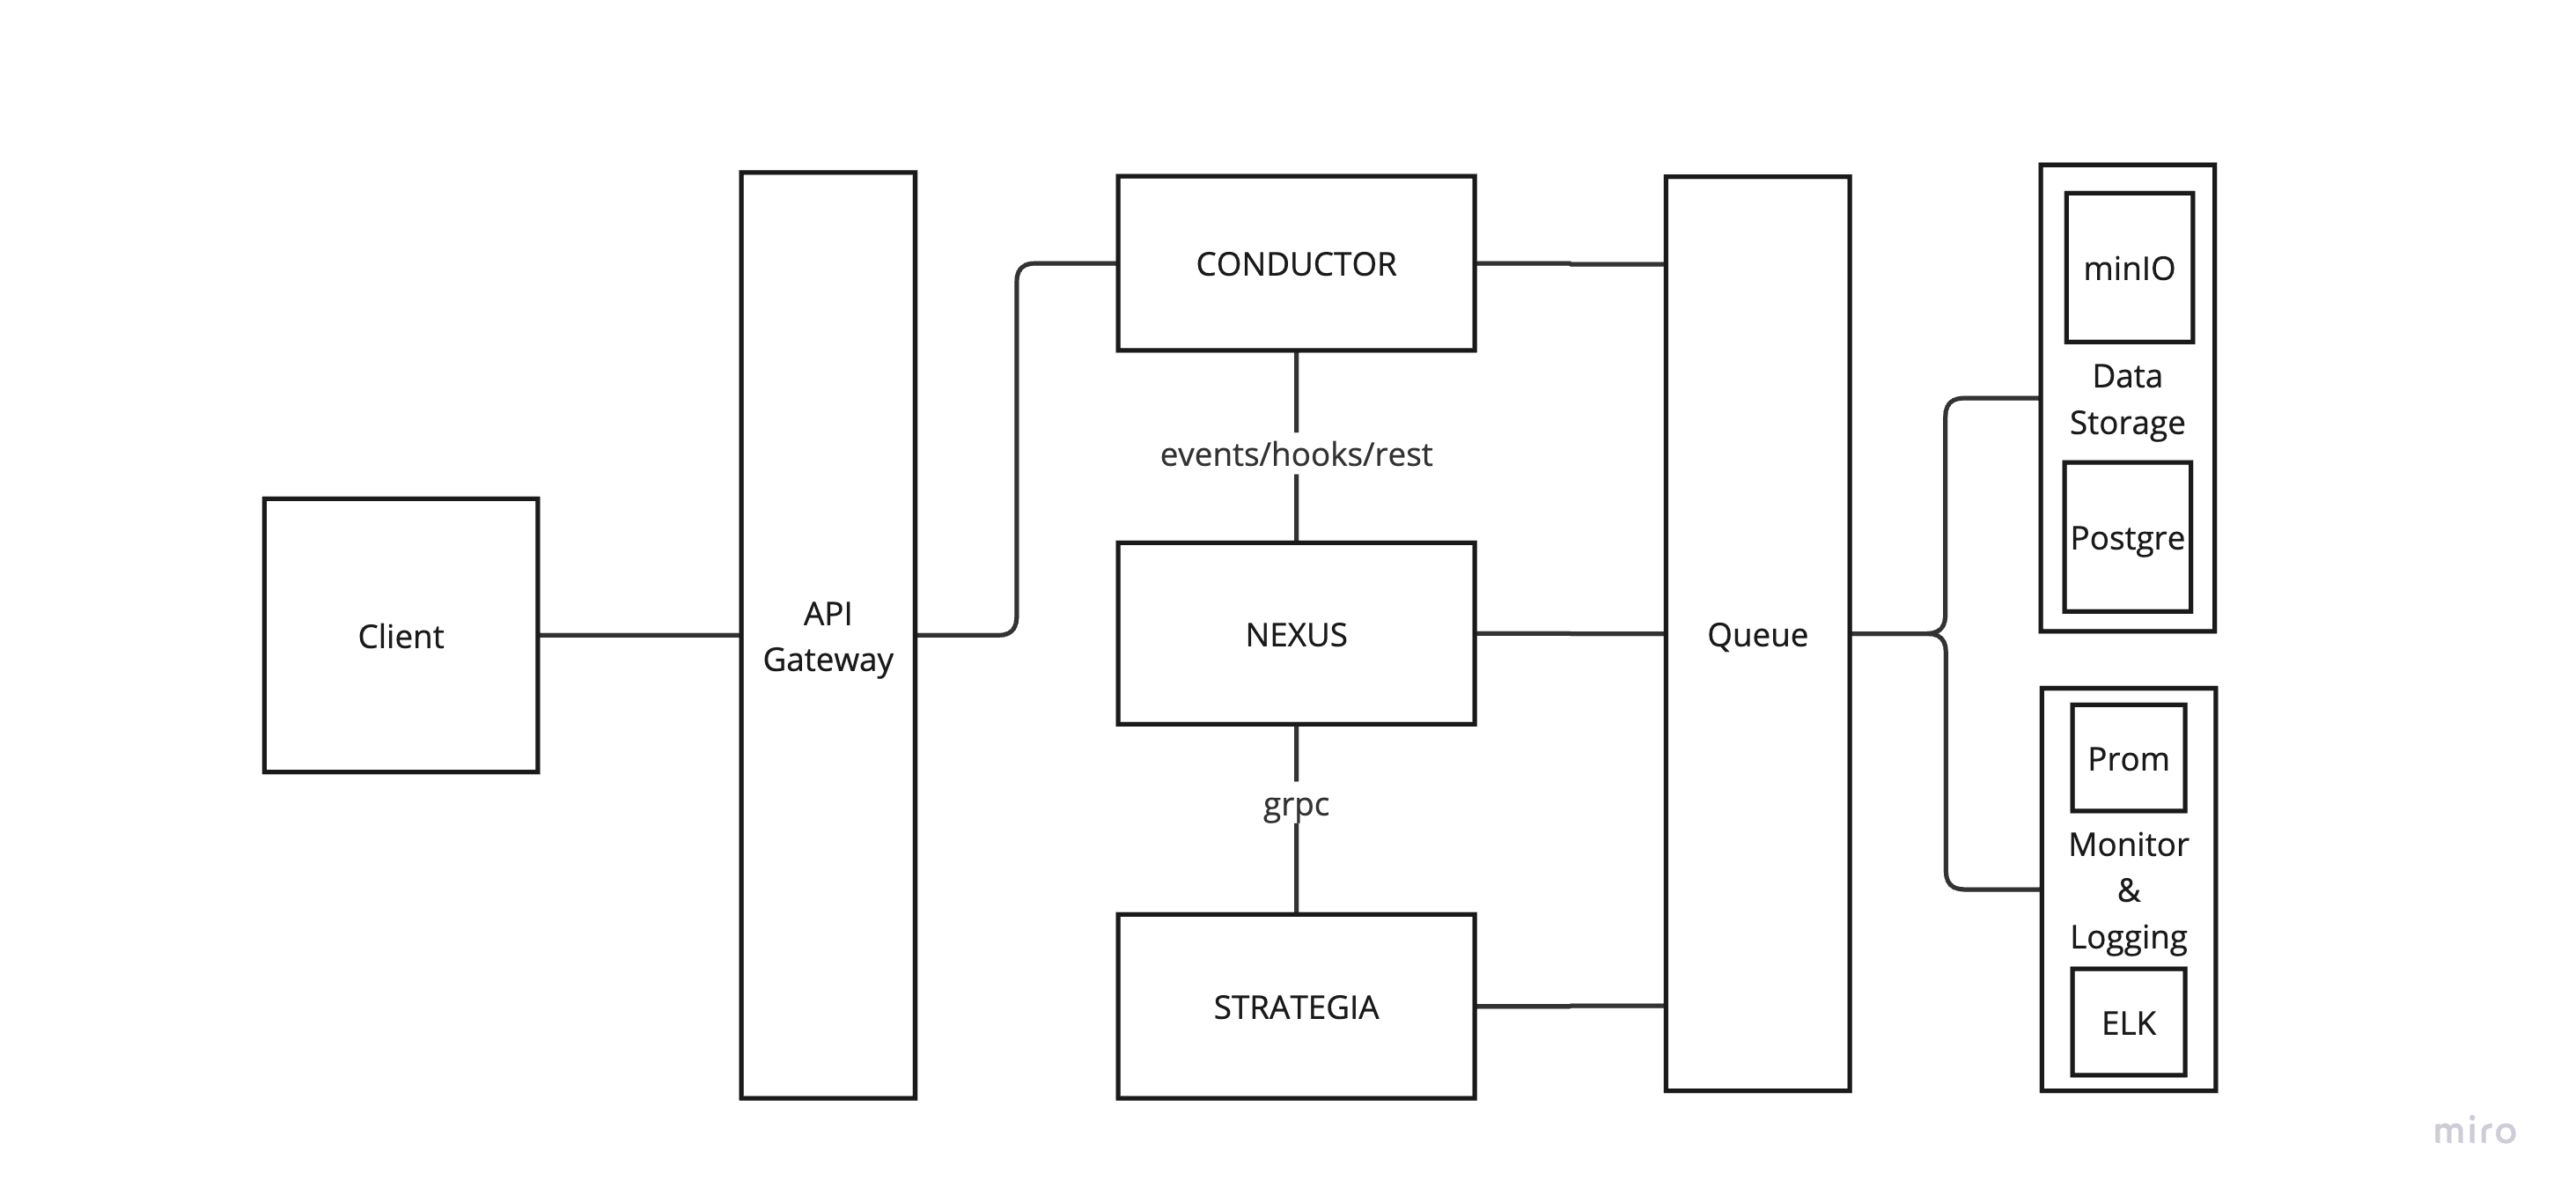 Client
API
Gateway
CONDUCTOR
events/hooks/rest
NEXUS
grpc
STRATEGIA
Queue
minIO
Data
Storage
Postgre
Prom
Monitor
&
Logging
ELK
miro